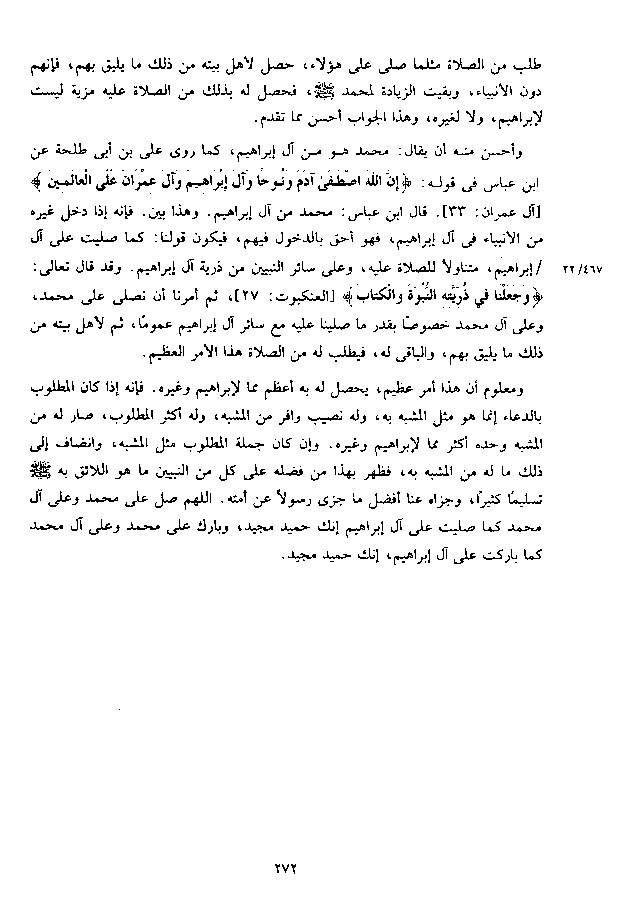 طلب من الصلاة مثلما صلى على هؤلاء، حصل لأهل بيته من ذلك ما يليق بهم، فإنهم
دون الأنبياء، وبقيت الزيادة لمحمد ﷺ، فحصل له بذلك من الصلاة عليه مزية ليست
لإبراهيم، ولا لغيره، وهذا الجواب أحسن مما تقدم.
وأحسن منه أن يقال: محمد هو من آل إبراهيم، كما روى على بن أبى طلحة عن
ابن عباس فى قوله: ﴿إِنَّ اللَّهَ اصْطَفَىٰ آدَمَ وَنُوحًا وَآلَ إِبْرَاهِيمَ وَآلَ عِمْرَانَ عَلَى الْعَالَمِينَ﴾
[آل عمران: ٣٣]. قال ابن عباس: محمد من آل إبراهيم. وهذا بين. فإنه إذا دخل غيره
من الأنبياء فى آل إبراهيم، فهو أحق بالدخول فيهم، فيكون قولنا: كما صليت على آل
٢٢/٤٦٧ /إبراهيم، متناولاً للصلاة عليه، وعلى سائر النبيين من ذرية آل إبراهيم. وقد قال تعالى:
﴿وَجَعَلْنَا فِي ذُرِّيَّتِهِ النُّبُوَّةَ وَالْكِتَابَ﴾ [العنكبوت: ٢٧]، ثم أمرنا أن نصلى على محمد،
وعلى آل محمد خصوصًا بقدر ما صلينا عليه مع سائر آل إبراهيم عمومًا، ثم لأهل بيته من
ذلك ما يليق بهم، والباقى له، فيطلب له من الصلاة هذا الأمر العظيم.
ومعلوم أن هذا أمر عظيم، يحصل له به أعظم مما لإبراهيم وغيره. فإنه إذا كان المطلوب
بالدعاء إنما هو مثل المشبه به، وله نصيب وافر من المشبه، وله أكثر المطلوب، صار له من
المشبه وحده أكثر مما لإبراهيم وغيره. وإن كان جملة المطلوب مثل المشبه، وانضاف إلى
ذلك ما له من المشبه به، فظهر بهذا من فضله على كل من النبيين ما هو اللائق به ﷺ
تسليمًا كثيرًا، وجزاه عنا أفضل ما جزى رسولاً عن أمته. اللهم صل على محمد وعلى آل
محمد كما صليت على آل إبراهيم إنك حميد مجيد، وبارك على محمد وعلى آل محمد
كما باركت على آل إبراهيم، إنك حميد مجيد.
٢٧٢